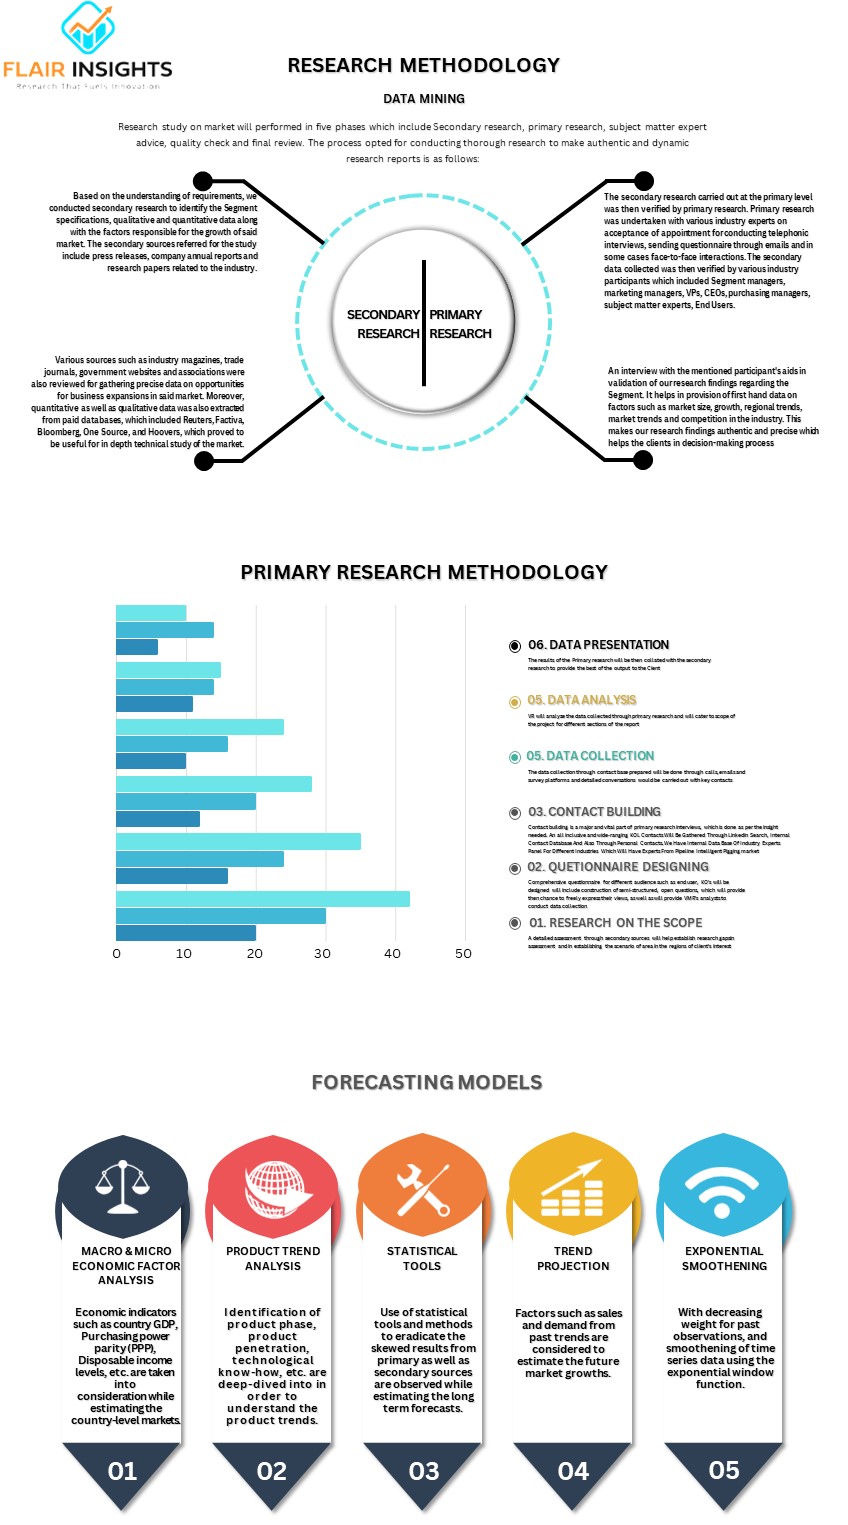 FLAIR INSIGHTS
Research That Fuels Innovation
RESEARCH METHODOLOGY
DATA MINING
Research study on market will performed in five phases which include Secondary research, primary research, subject matter expert
advice, quality check and final review. The process opted for conducting thorough research to make authentic and dynamic
research reports is as follows:
Based on the understanding of requirements, we
conducted secondary research to identify the Segment
specifications, qualitative and quantitative data along
with the factors responsible for the growth of said
market. The secondary sources referred for the study
include press releases, company annual reports and
research papers related to the industry.
The secondary research carried out at the primary level
was then verified by primary research. Primary research
was undertaken with various industry experts on
acceptance of appointment for conducting telephonic
interviews, sending questionnaire through emails and in
some cases face-to-face interactions. The secondary
data collected was then verified by various industry
participants which included Segment managers,
marketing managers, VPs, CEOs, purchasing managers,
subject matter experts, End Users.
SECONDARY
RESEARCH
PRIMARY
RESEARCH
Various sources such as industry magazines, trade
journals, government websites and associations were
also reviewed for gathering precise data on opportunities
for business expansions in said market. Moreover,
quantitative as well as qualitative data was also extracted
from paid databases, which included Reuters, Factiva,
Bloomberg, One Source, and Hoovers, which proved to
be useful for in depth technical study of the market.
An interview with the mentioned participant's aids in
validation of our research findings regarding the
Segment. It helps in provision of first hand data on
factors such as market size, growth, regional trends,
market trends and competition in the industry. This
makes our research findings authentic and precise which
helps the clients in decision-making process
PRIMARY RESEARCH METHODOLOGY
06. DATA PRESENTATION
The results of the Primary research will be then collated with the secondary
research to provide the best of the output to the Client
05. DATA ANALYSIS
VR will analyze the data collected through primary research and will cater to scope of
the project for different sections of the report
05. DATA COLLECTION
The data collection through contact base prepared will be done through calls, emails and
survey platforms and detailed conversations would be carried out with key contacts
03. CONTACT BUILDING
Contact building is a major and vital part of primary research interviews, which is done as per the insight
needed. An all inclusive and wide-ranging KOL Contacts Will Be Gathered Through Linkedin Search, Internal
Contact Database And Also Through Personal Contacts, We Have Internal Data Base Of Industry Experts
Panel For Different Industries Which Will Have Experts From Pipeline Intelligent Pigging market
02. QUETIONNAIRE DESIGNING
Comprehensive questionnaire for different audience such as end user, KO's will be
designed will include construction of semi-structured, open questions, which will provide
then chance to freely express their views, as well as will provide VMR's analysts to
conduct data collection
01. RESEARCH ON THE SCOPE
A detailed assessment through secondary sources will help establish research gaps in
assessment and in establishing the scenario of area in the regions of client's interest
0 10 20 30 40 50
FORECASTING MODELS
MACRO & MICRO
ECONOMIC FACTOR
ANALYSIS
Economic indicators
such as country GDP,
Purchasing power
parity (PPP),
Disposable income
levels, etc. are taken
into
consideration while
estimating the
country-level markets.
01
PRODUCT TREND
ANALYSIS
Identification of
product phase,
product
penetration,
technological
know-how, etc. are
deep-dived into in
order to
understand the
product trends.
02
STATISTICAL
TOOLS
Use of statistical
tools and methods
to eradicate the
skewed results from
primary as well as
secondary sources
are observed while
estimating the long
term forecasts.
03
TREND
PROJECTION
Factors such as sales
and demand from
past trends are
considered to
estimate the future
market growths.
04
EXPONENTIAL
SMOOTHENING
With decreasing
weight for past
observations, and
smoothening of time
series data using the
exponential window
function.
05